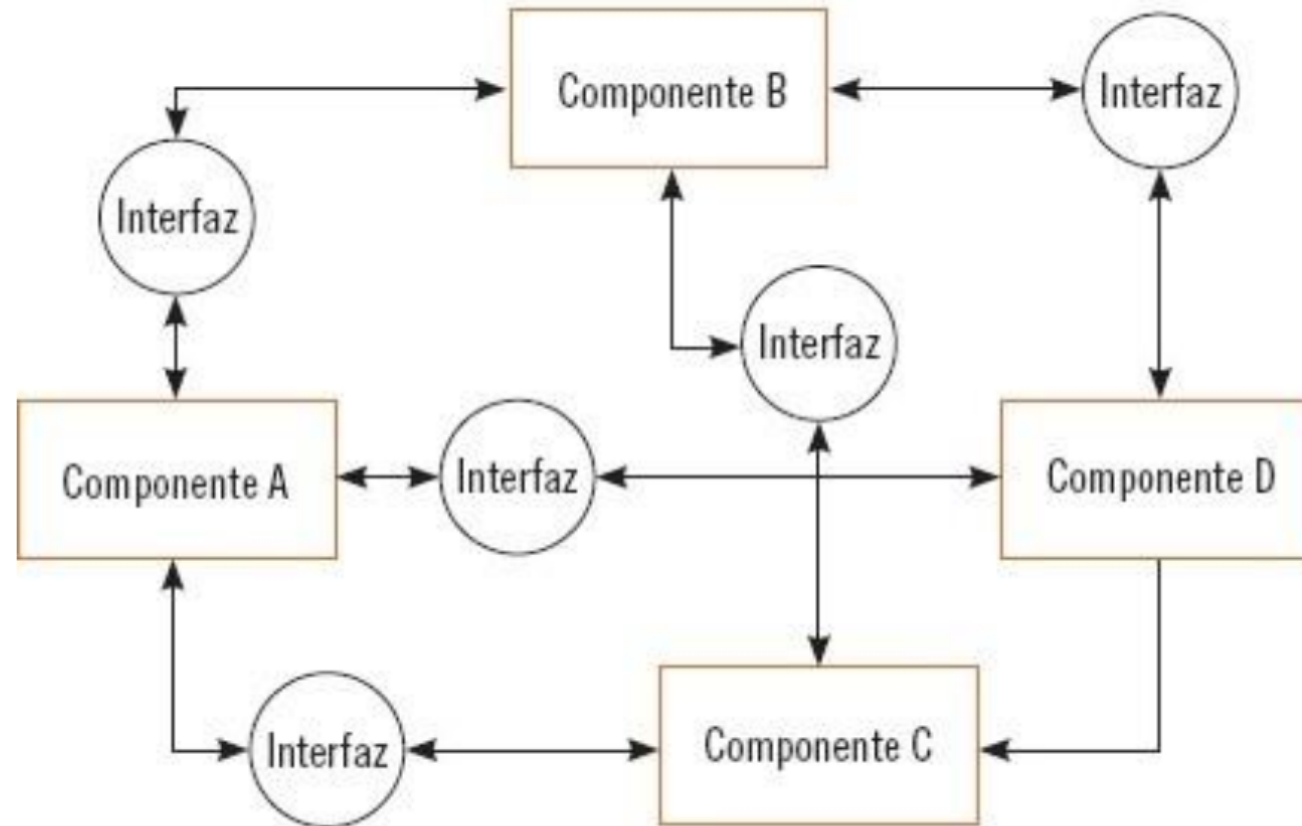 Componente B
Interfaz
Interfaz
Interfaz
Componente A
Interfaz
Componente D
Interfaz
Componente C